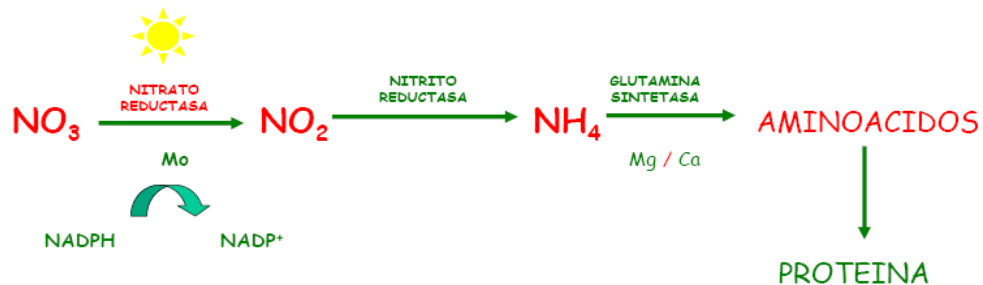 NITRATO
REDUCTASA
NITRITO
REDUCTASA
GLUTAMINA
SINTETASA
NO₃
NO₂
NH₄
AMINOACIDOS
Mo
Mg / Ca
NADPH
NADP⁺
PROTEINA